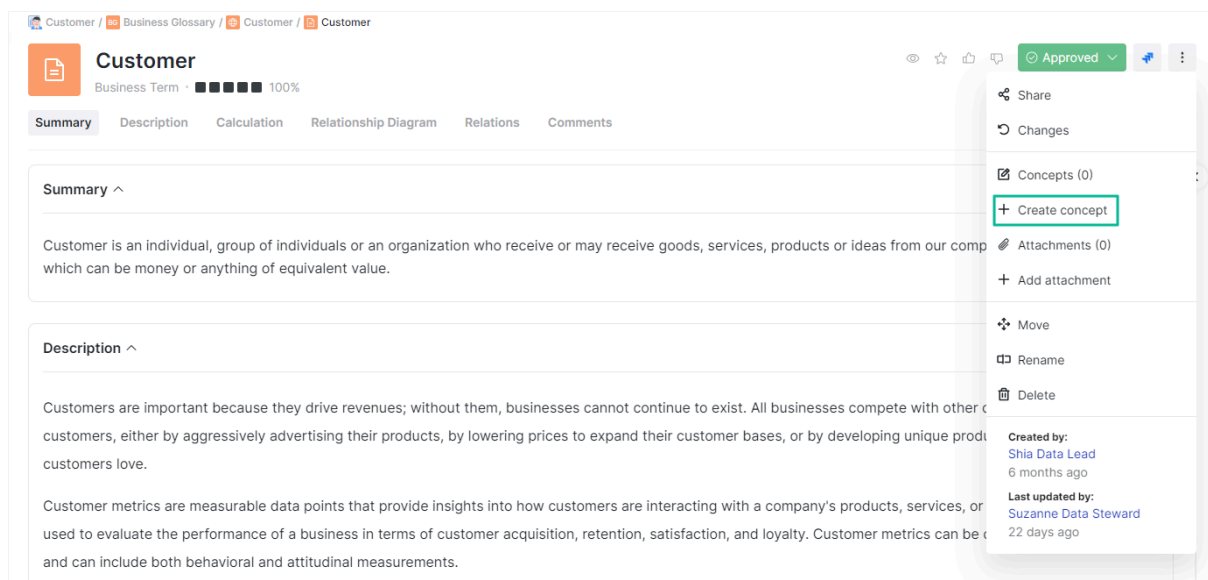 Customer / BG Business Glossary / Customer / Customer
Customer
Approved
Business Term · 100%
Summary Description Calculation Relationship Diagram Relations Comments
Summary
Customer is an individual, group of individuals or an organization who receive or may receive goods, services, products or ideas from our comp
which can be money or anything of equivalent value.
Description
Customers are important because they drive revenues; without them, businesses cannot continue to exist. All businesses compete with other
customers, either by aggressively advertising their products, by lowering prices to expand their customer bases, or by developing unique produ
customers love.
Customer metrics are measurable data points that provide insights into how customers are interacting with a company's products, services, or
used to evaluate the performance of a business in terms of customer acquisition, retention, satisfaction, and loyalty. Customer metrics can be
and can include both behavioral and attitudinal measurements.
Share
Changes
Concepts (0)
+ Create concept
Attachments (0)
+ Add attachment
Move
Rename
Delete
Created by:
Shia Data Lead
6 months ago
Last updated by:
Suzanne Data Steward
22 days ago